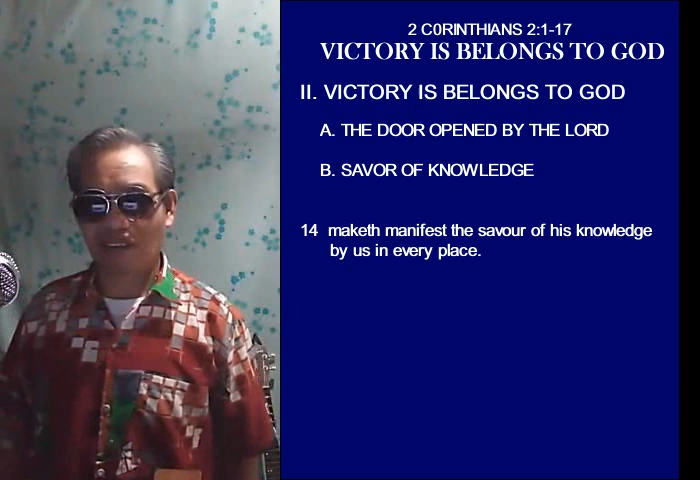 2 C0RINTHIANS 2:1-17
VICTORY IS BELONGS TO GOD
II. VICTORY IS BELONGS TO GOD
A. THE DOOR OPENED BY THE LORD
B. SAVOR OF KNOWLEDGE
14 maketh manifest the savour of his knowledge
by us in every place.